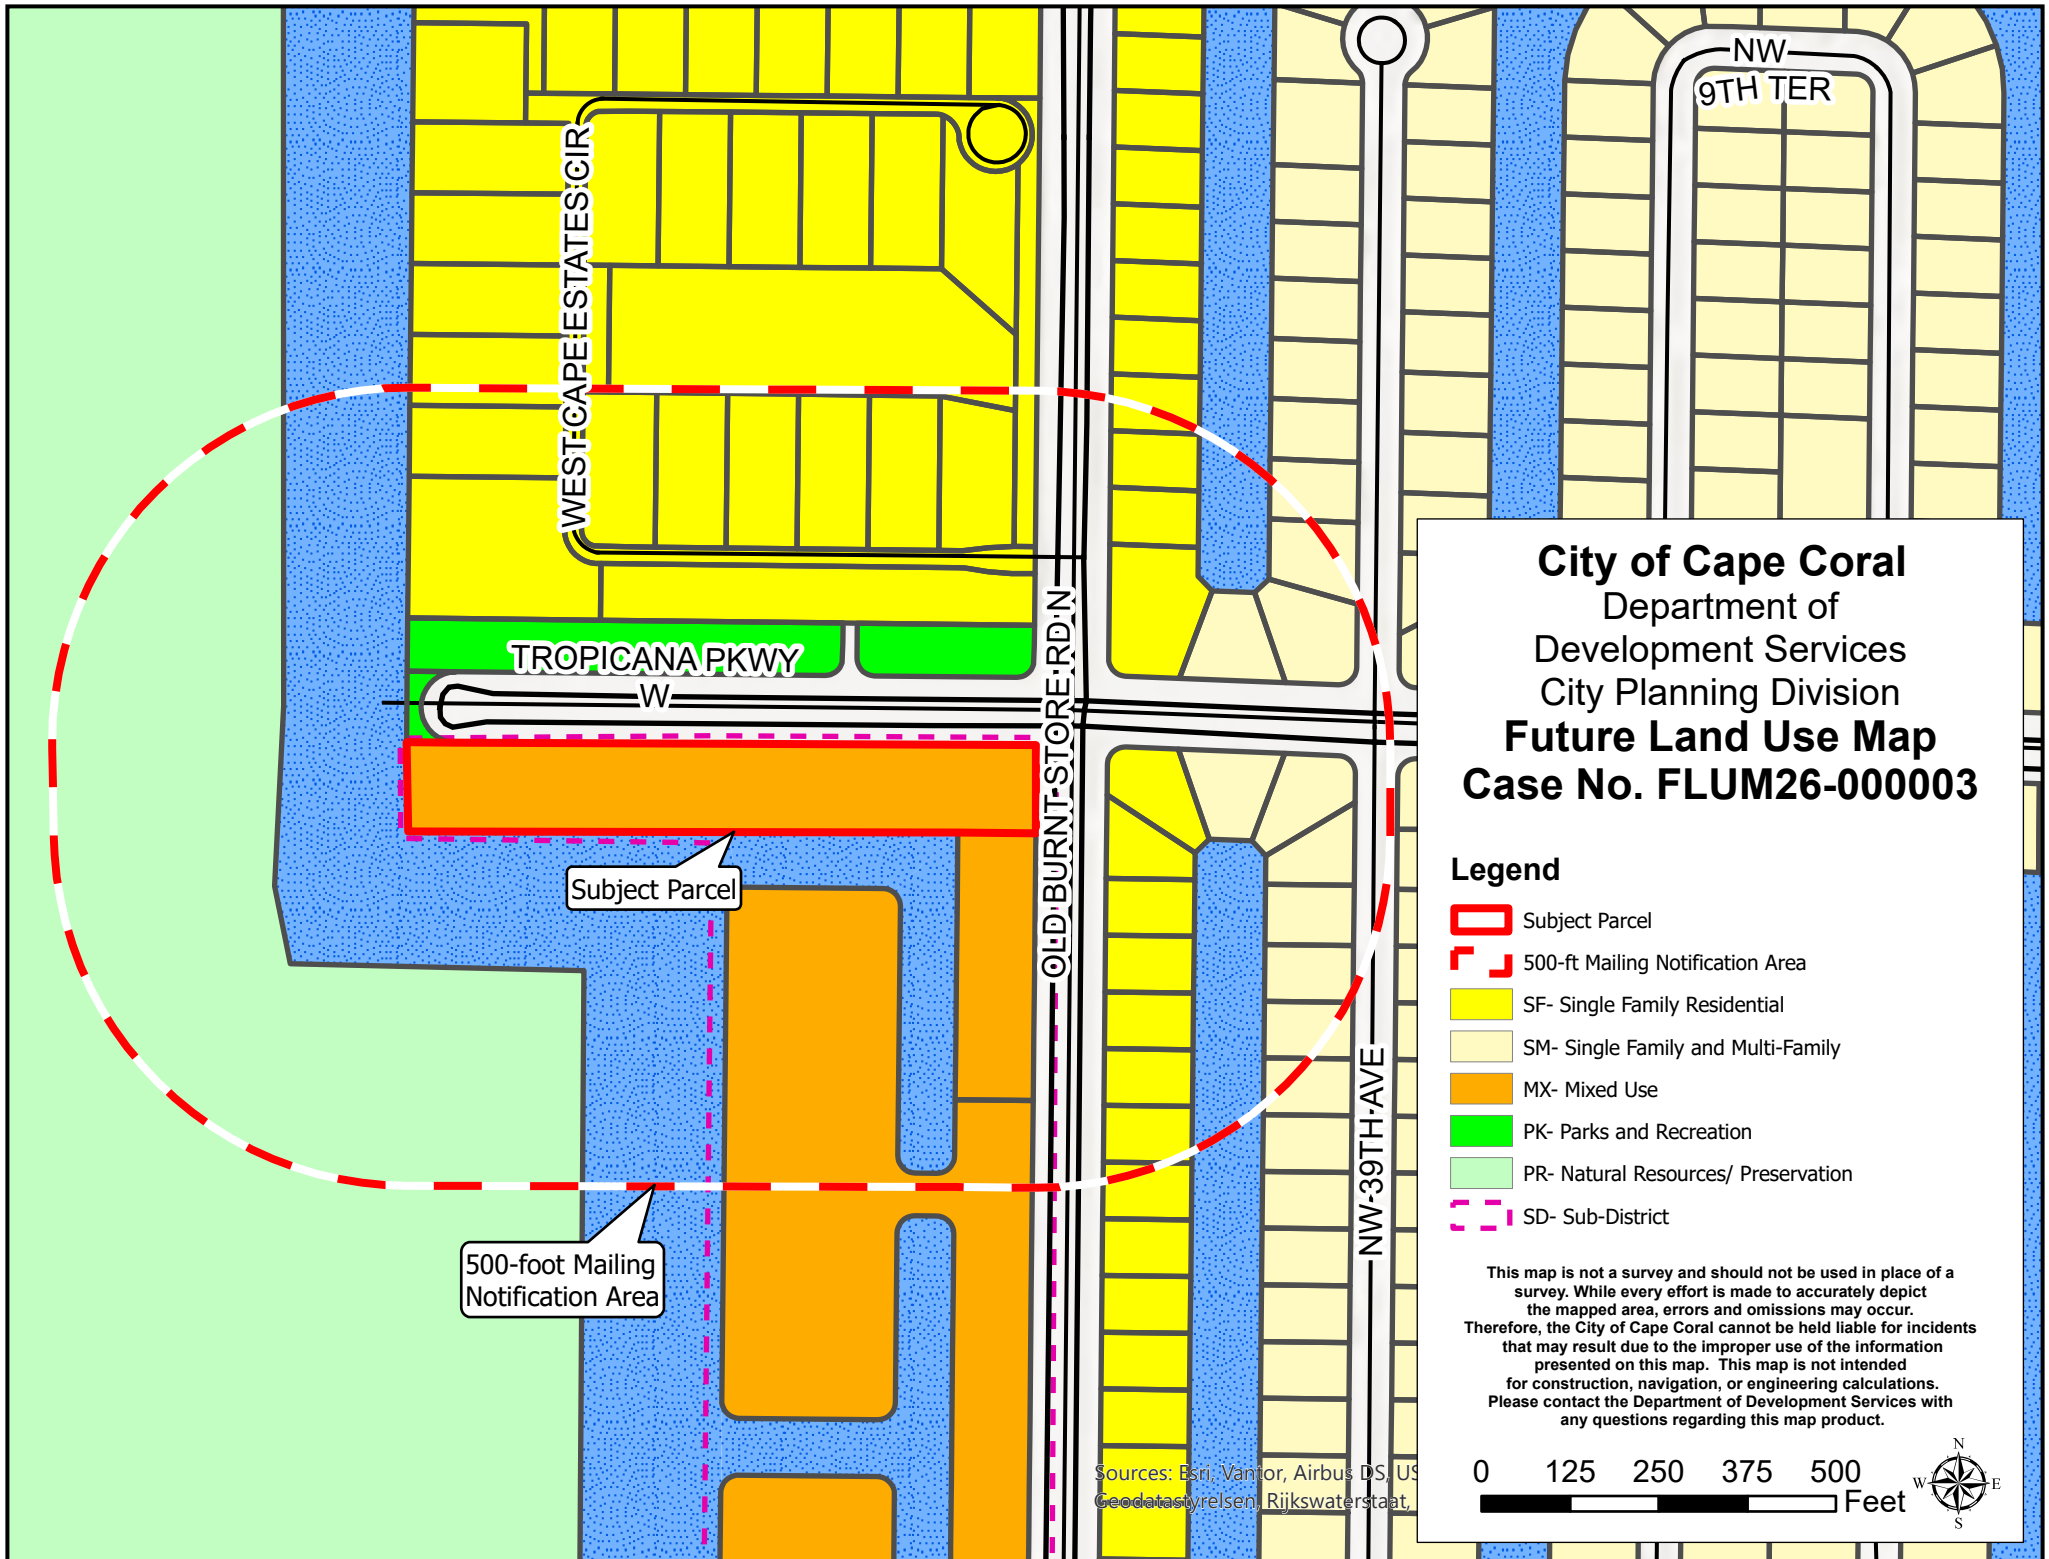 NW
9TH TER
WEST CAPE ESTATES CIR
TROPICANA PKWY
W
OLD BURNT STORE RD N
NW 39TH AVE
Subject Parcel
500-foot Mailing
Notification Area
City of Cape Coral
Department of
Development Services
City Planning Division
Future Land Use Map
Case No. FLUM26-000003
Legend
Subject Parcel
500-ft Mailing Notification Area
SF- Single Family Residential
SM- Single Family and Multi-Family
MX- Mixed Use
PK- Parks and Recreation
PR- Natural Resources/ Preservation
SD- Sub-District
This map is not a survey and should not be used in place of a
survey. While every effort is made to accurately depict
the mapped area, errors and omissions may occur.
Therefore, the City of Cape Coral cannot be held liable for incidents
that may result due to the improper use of the information
presented on this map. This map is not intended
for construction, navigation, or engineering calculations.
Please contact the Department of Development Services with
any questions regarding this map product.
0 125 250 375 500
Feet
N
W E
S
Sources: Esri, Vantor, Airbus DS, US
Geodatastyrelsen, Rijkswaterstaat,